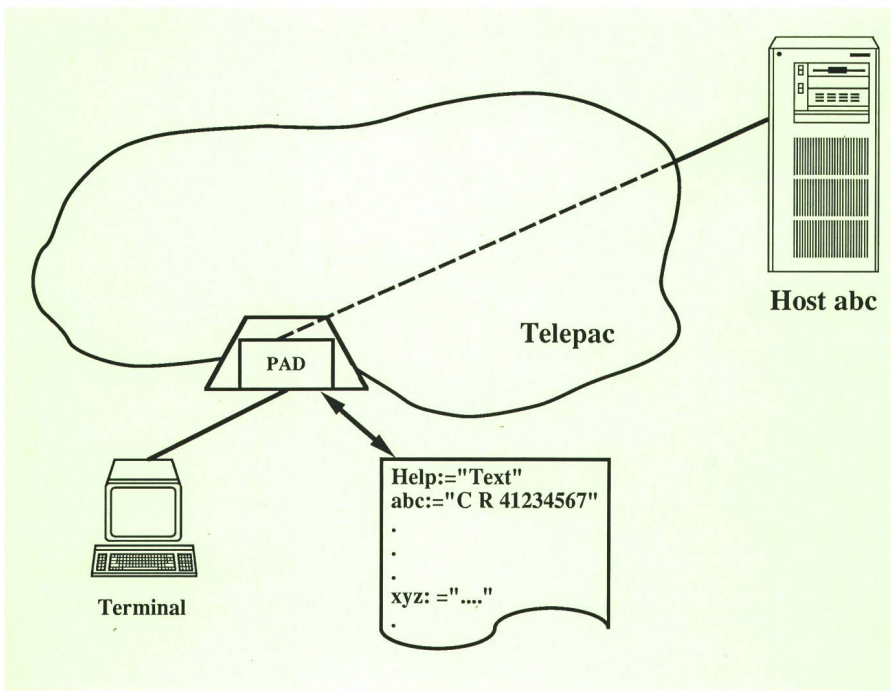 Host abc
Telepac
PAD
Terminal
Help:="Text"
abc:="C R 41234567"
.
.
.
xyz: ="...."
.